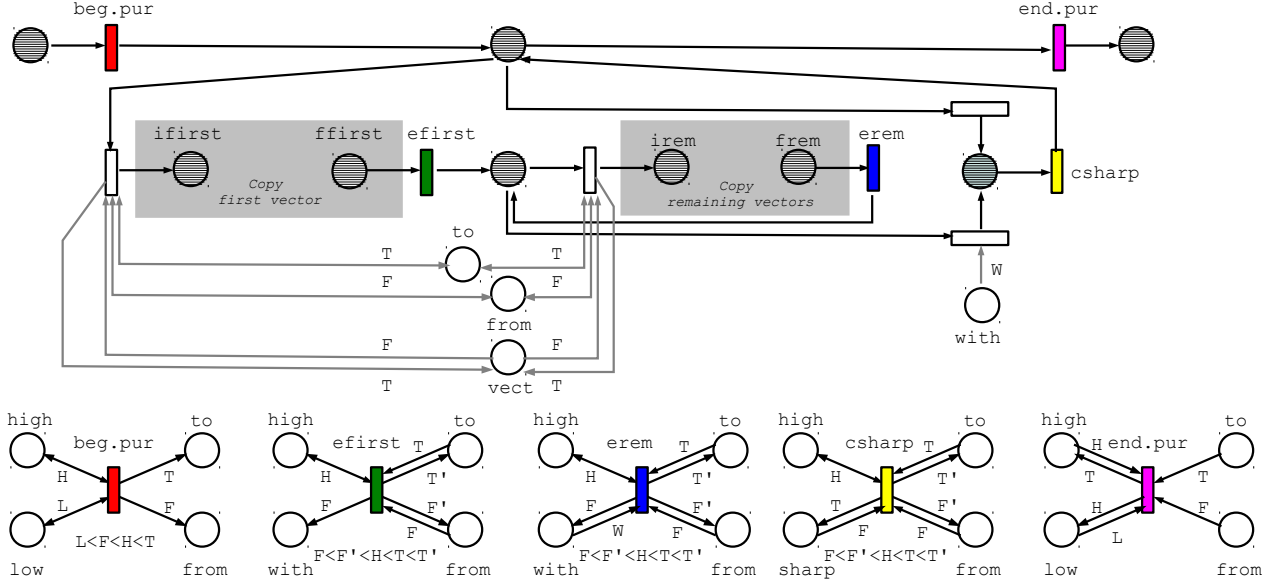 beg.pur
end.pur
ifirst
ffirst
efirst
irem
frem
erem
Copy
first vector
Copy
remaining vectors
csharp
to
T
T
F
F
W
from
with
F
F
T
vect
T
high
to
beg.pur
H
T
L
F
L<F<H<T
low
from
high
to
efirst
T
H
T'
F
F'
F
F<F'<H<T<T'
with
from
high
to
erem
T
H
T'
F
F'
W
F
F<F'<H<T<T'
with
from
high
to
csharp
T
H
T'
T
F'
F
F
F<F'<H<T<T'
sharp
from
high
to
H
end.pur
T
T
H
F
L
low
from